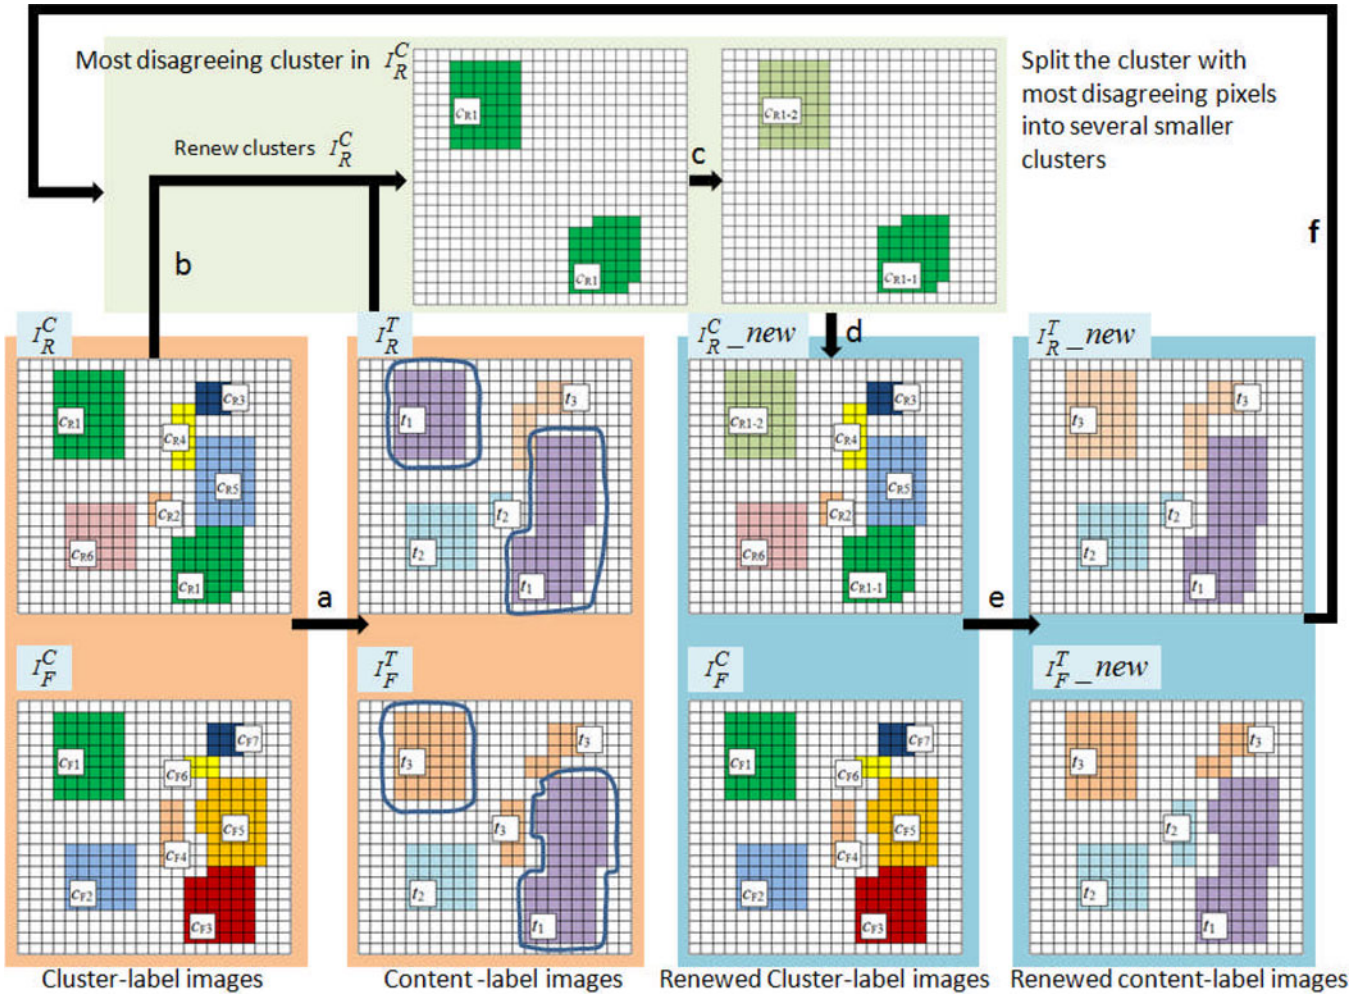 Most disagreeing cluster in I_R^C
Split the cluster with
most disagreeing pixels
into several smaller
clusters
Renew clusters I_R^C
c_R1
c_R1
c
c_R1-2
c_R1-1
b
f
d
I_R^C
I_R^T
I_R^C_new
I_R^T_new
c_R1
c_R3
c_R4
c_R5
c_R2
c_R6
c_R1
a
t_1
t_3
t_2
t_2
t_1
c_R1-2
c_R3
c_R4
c_R5
c_R2
c_R6
c_R1-1
e
t_3
t_3
t_2
t_2
t_1
I_F^C
I_F^T
I_F^C
I_F^T_new
c_F1
c_F7
c_F6
c_F5
c_F4
c_F2
c_F3
t_3
t_3
t_3
t_2
t_1
c_F1
c_F7
c_F6
c_F5
c_F4
c_F2
c_F3
t_3
t_3
t_2
t_2
t_1
Cluster-label images
Content -label images
Renewed Cluster-label images
Renewed content-label images